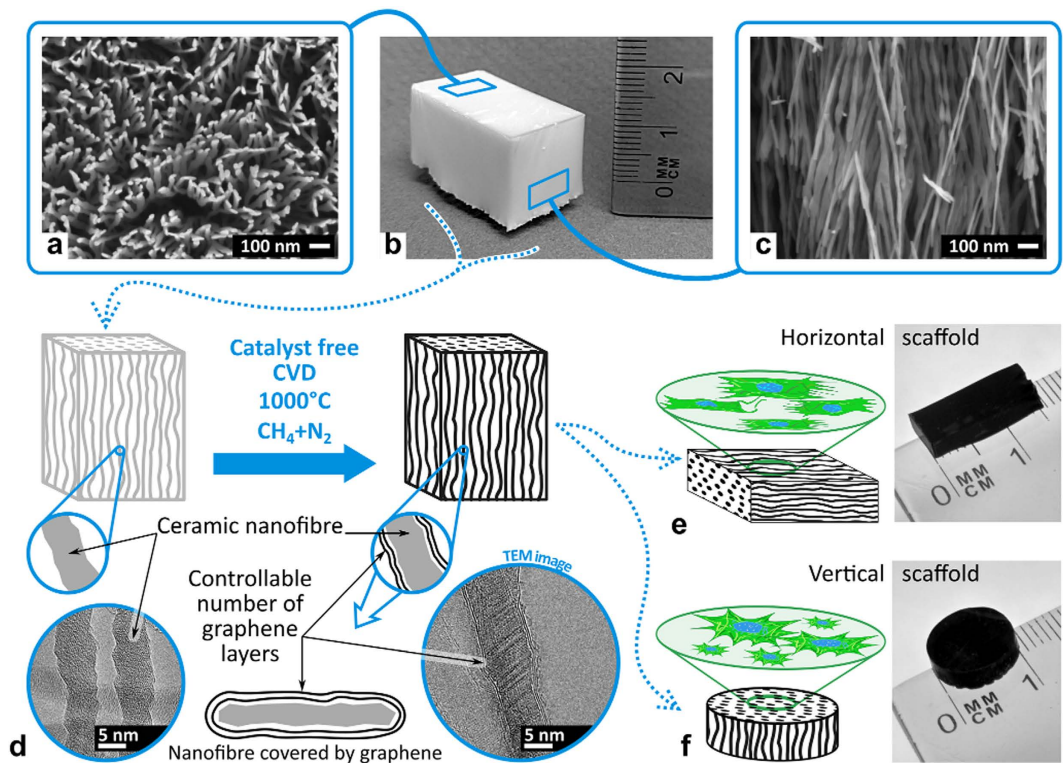 a
100 nm
b
2
1
0
MM
CM
c
100 nm
Catalyst free
CVD
1000°C
CH₄+N₂
Horizontal scaffold
0
MM
CM
1
e
Ceramic nanofibre
Controllable
number of
graphene
layers
TEM image
Vertical scaffold
0
MM
CM
1
d
5 nm
5 nm
Nanofibre covered by graphene
f